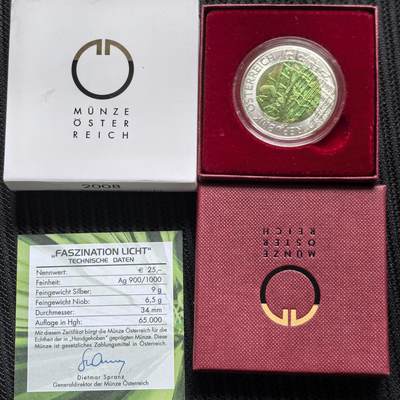 MÜNZE
ÖSTER
REICH
2008
REPUBLIK ÖSTERREICH
MÜNZE
ÖSTER
REICH
„FASZINATION LICHT"
TECHNISCHE DATEN
Nennwert: € 25,–
Feinheit: Ag 900/1000
Feingewicht Silber: 9 g
Feingewicht Niob: 6,5 g
Durchmesser: 34 mm
Auflage in Hgh: 65.000
Mit diesem Zertifikat bürgt die Münze Österreich für die
Echtheit der in „Handgehoben" geprägten Münze. Diese
Münze ist gesetzliches Zahlungsmittel in Österreich.
Dietmar Spranz
Generaldirektor der Münze Österreich